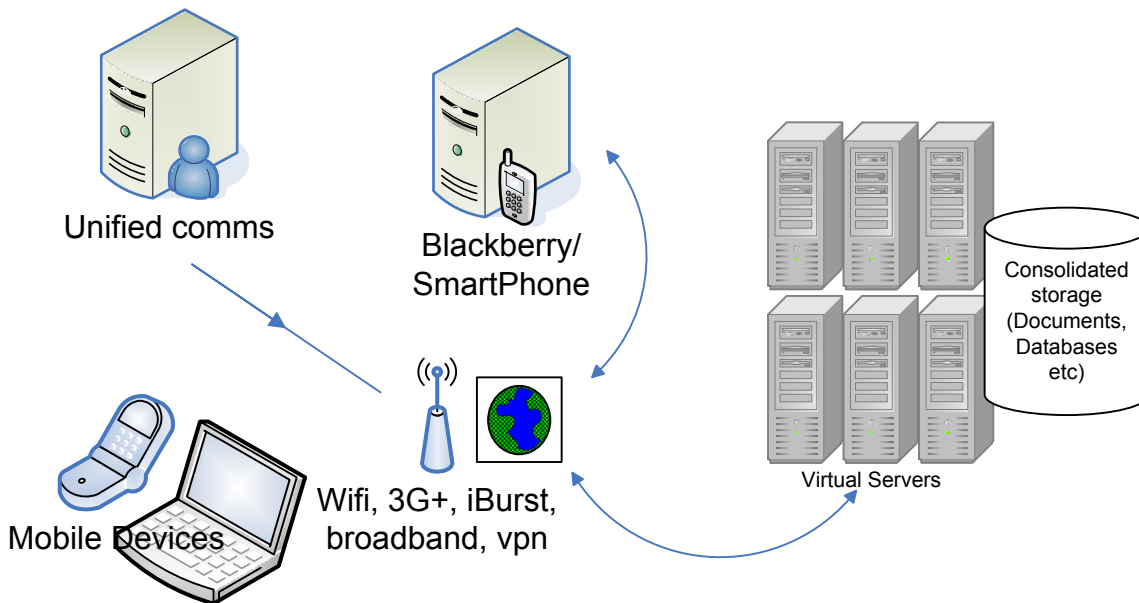 Unified comms
Blackberry/
SmartPhone
Consolidated
storage
(Documents,
Databases
etc)
Virtual Servers
Wifi, 3G+, iBurst,
broadband, vpn
Mobile Devices